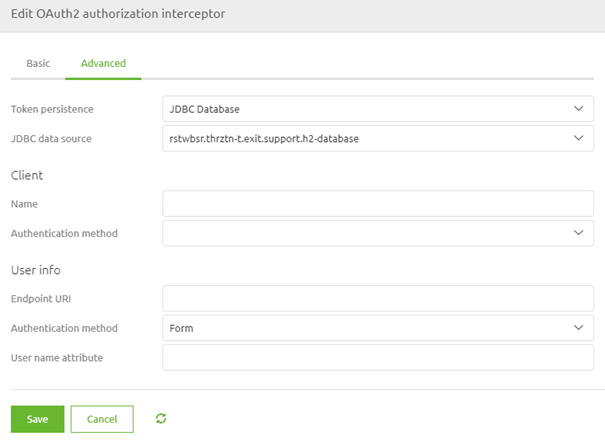 Edit OAuth2 authorization interceptor
Basic Advanced
Token persistence JDBC Database
JDBC data source rstwbsr.thrztn-t.exit.support.h2-database
Client
Name
Authentication method
User info
Endpoint URI
Authentication method Form
User name attribute
Save Cancel